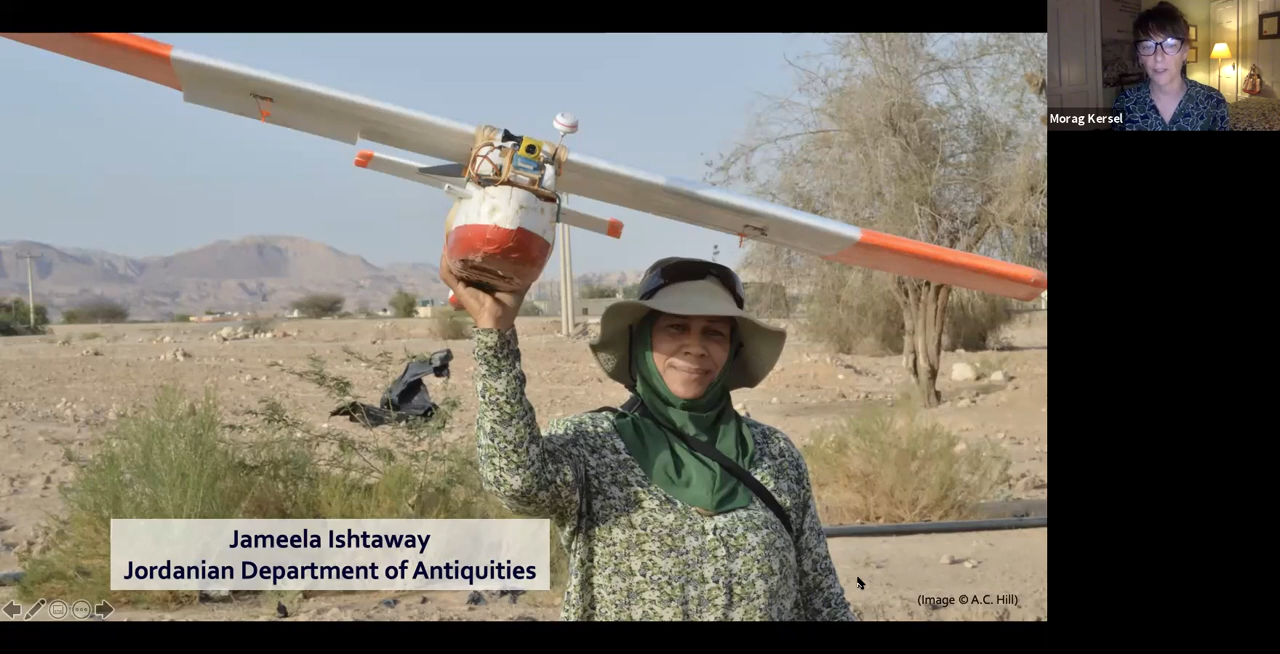 Morag Kersel
Jameela Ishtaway
Jordanian Department of Antiquities
(Image © A.C. Hill)